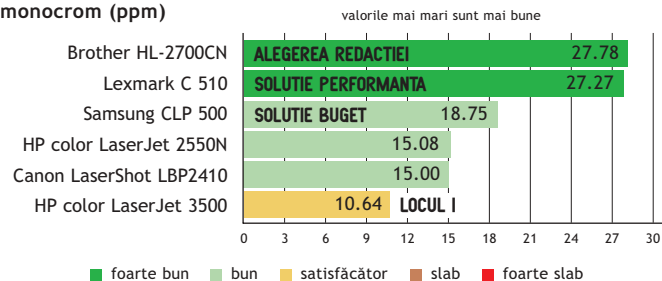 monocrom (ppm)
valorile mai mari sunt mai bune
Brother HL-2700CN ALEGEREA REDACTIEI 27.78
Lexmark C 510 SOLUTIE PERFORMANTA 27.27
Samsung CLP 500 SOLUTIE BUGET 18.75
HP color LaserJet 2550N 15.08
Canon LaserShot LBP2410 15.00
HP color LaserJet 3500 10.64 LOCUL I
0 3 6 9 12 15 18 21 24 27 30
foarte bun bun satisfăcător slab foarte slab